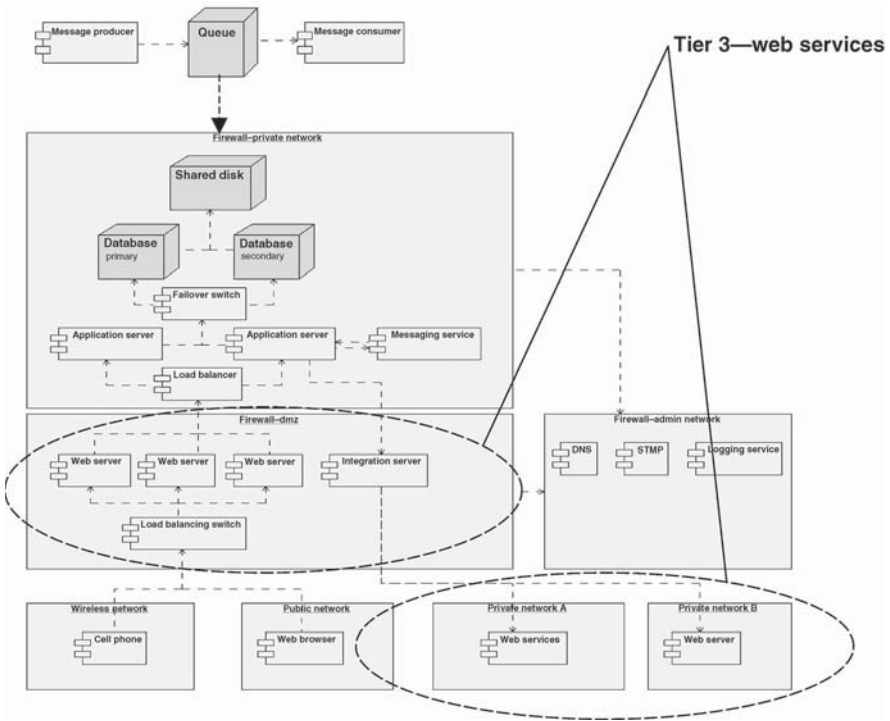 Message producer
Queue
Message consumer
Tier 3—web services
Firewall–private network
Shared disk
Database
primary
Database
secondary
Failover switch
Application server
Application server
Messaging service
Load balancer
Firewall–dmz
Firewall–admin network
Web server
Web server
Web server
Integration server
DNS
STMP
Logging service
Load balancing switch
Wireless network
Public network
Private network A
Private network B
Cell phone
Web browser
Web services
Web server